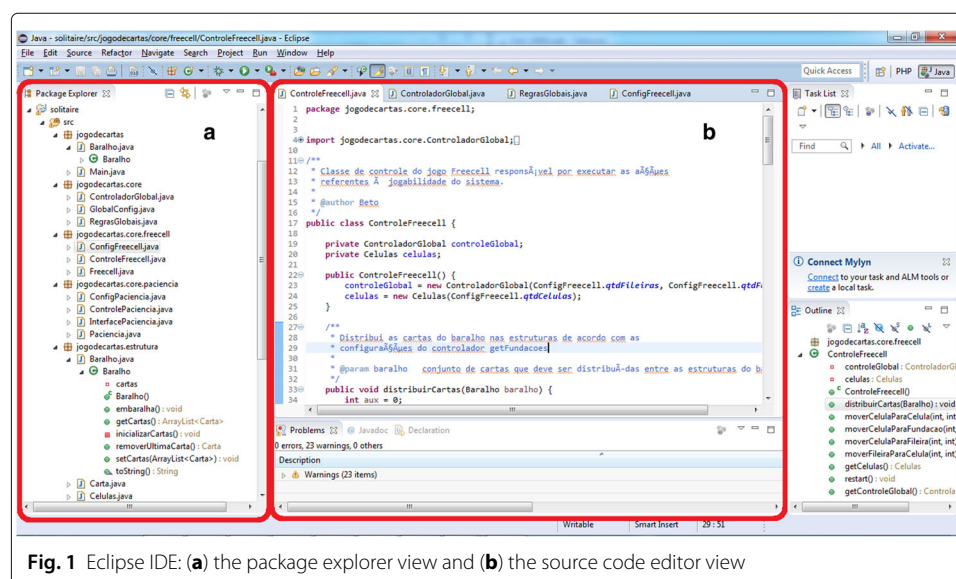 Java - solitaire/src/jogodecartas/core/freecell/ControleFreecell.java - Eclipse
File Edit Source Refactor Navigate Search Project Run Window Help
Quick Access PHP Java
Package Explorer
solitaire
src
jogodecartas
Baralho.java
Baralho
Main.java
jogodecartas.core
ControladorGlobal.java
GlobalConfig.java
RegrasGlobais.java
jogodecartas.core.freecell
ConfigFreecell.java
ControleFreecell.java
Freecell.java
jogodecartas.core.paciencia
ConfigPaciencia.java
ControlePaciencia.java
InterfacePaciencia.java
Paciencia.java
jogodecartas.estrutura
Baralho.java
Baralho
cartas
Baralho()
embaralha() : void
getCartas() : ArrayList<Carta>
inicializarCartas() : void
removerUltimaCarta() : Carta
setCartas(ArrayList<Carta>) : void
toString() : String
Carta.java
Celulas.java
a
ControleFreecell.java ControladorGlobal.java RegrasGlobais.java ConfigFreecell.java
b
1 package jogodecartas.core.freecell;
2
3
4 import jogodecartas.core.ControladorGlobal;
10
11 /**
12 * Classe de controle do jogo Freecell responsÃ¡vel por executar as aÃ§Ãµes
13 * referentes Ã  jogabilidade do sistema.
14 *
15 * @author Beto
16 */
17 public class ControleFreecell {
18
19 private ControladorGlobal controleGlobal;
20 private Celulas celulas;
21
22 public ControleFreecell() {
23 controleGlobal = new ControladorGlobal(ConfigFreecell.qtdFileiras, ConfigFreecell.qtdF
24 celulas = new Celulas(ConfigFreecell.qtdCelulas);
25 }
26
27 /**
28 * Distribui as cartas do baralho nas estruturas de acordo com as
29 * configuraÃ§Ãµes do controlador getFundacoes
30 *
31 * @param baralho conjunto de cartas que deve ser distribuÃ­das entre as estruturas do b
32 */
33 public void distribuirCartas(Baralho baralho) {
34 int aux = 0;
Problems @ Javadoc Declaration
0 errors, 23 warnings, 0 others
Description
Warnings (23 items)
Task List
Find All Activate...
Connect Mylyn
Connect to your task and ALM tools or
create a local task.
Outline
jogodecartas.core.freecell
ControleFreecell
controleGlobal : ControladorG
celulas : Celulas
ControleFreecell()
distribuirCartas(Baralho) : void
moverCelulaParaCelula(int, int
moverCelulaParaFundacao(int,
moverCelulaParaFileira(int, int)
moverFileiraParaCelula(int, int)
getCelulas() : Celulas
restart() : void
getControleGlobal() : Controla
Writable Smart Insert 29 : 51
Fig. 1 Eclipse IDE: (a) the package explorer view and (b) the source code editor view